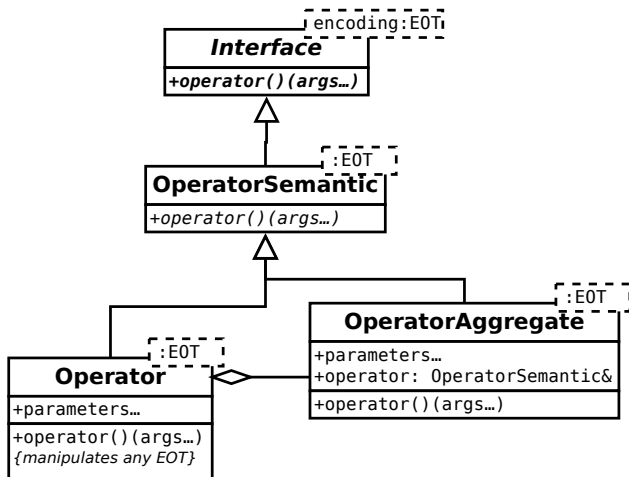 encoding:EOT
Interface
+operator()(args…)
:EOT
OperatorSemantic
+operator()(args…)
:EOT
OperatorAggregate
+parameters…
+operator: OperatorSemantic&
+operator()(args…)
:EOT
Operator
+parameters…
+operator()(args…)
{manipulates any EOT}